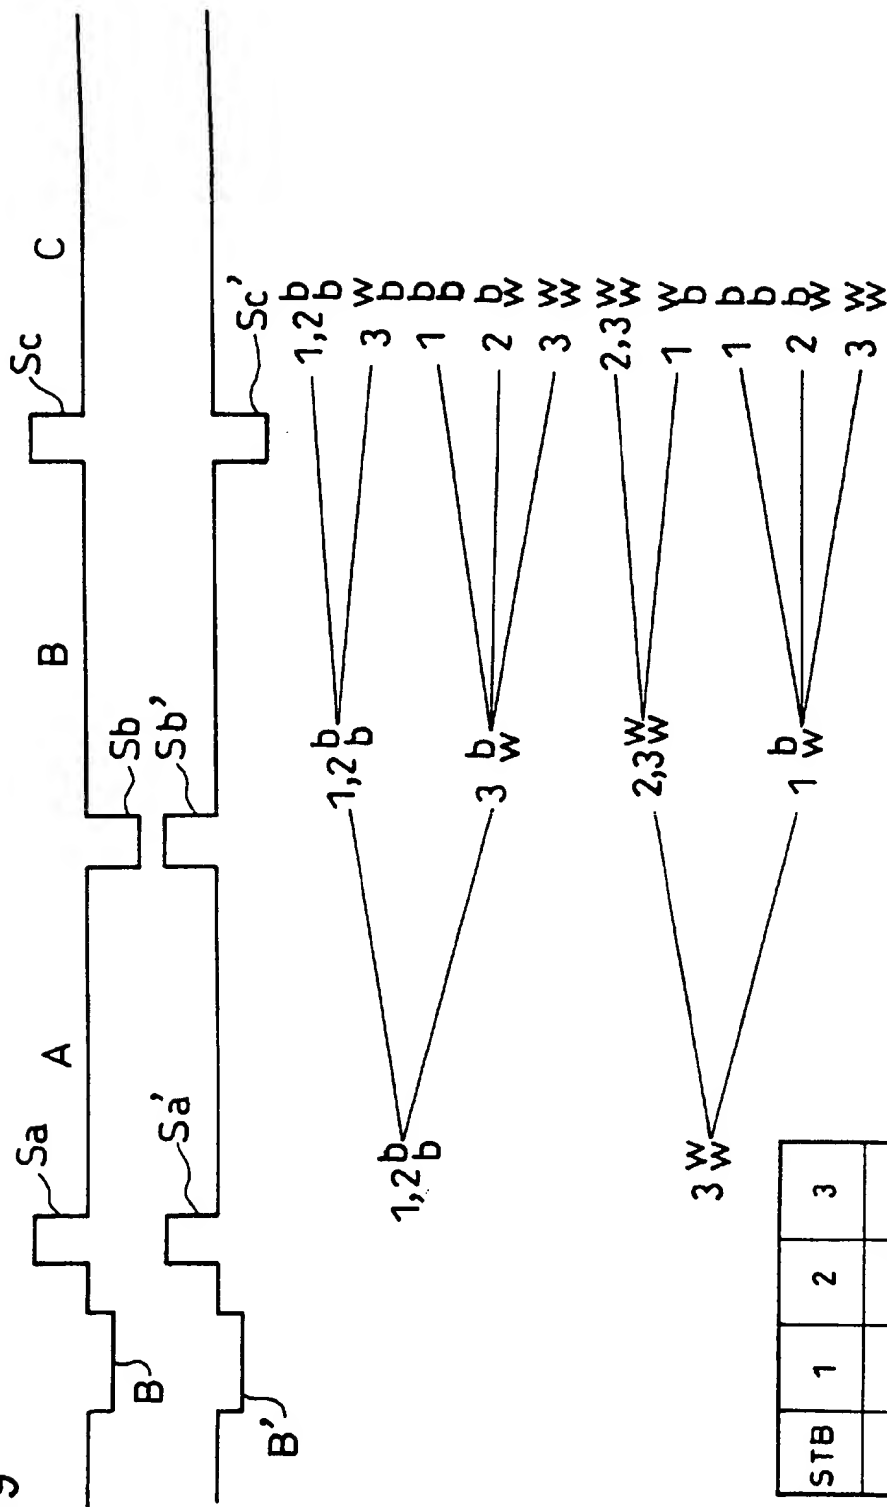 g
Sa
A
B
Sc
C
Sb
Sb'
Sa'
B
B'
Sc'
1,2 b b
3 w b
1,2 b b
1 b b
1,2 b b
2 b w
3 b w
3 w w
2,3 w w
2,3 w w
1 w b
3 w w
1 b b
1 b w
2 b w
3 w w
STB 1 2 3